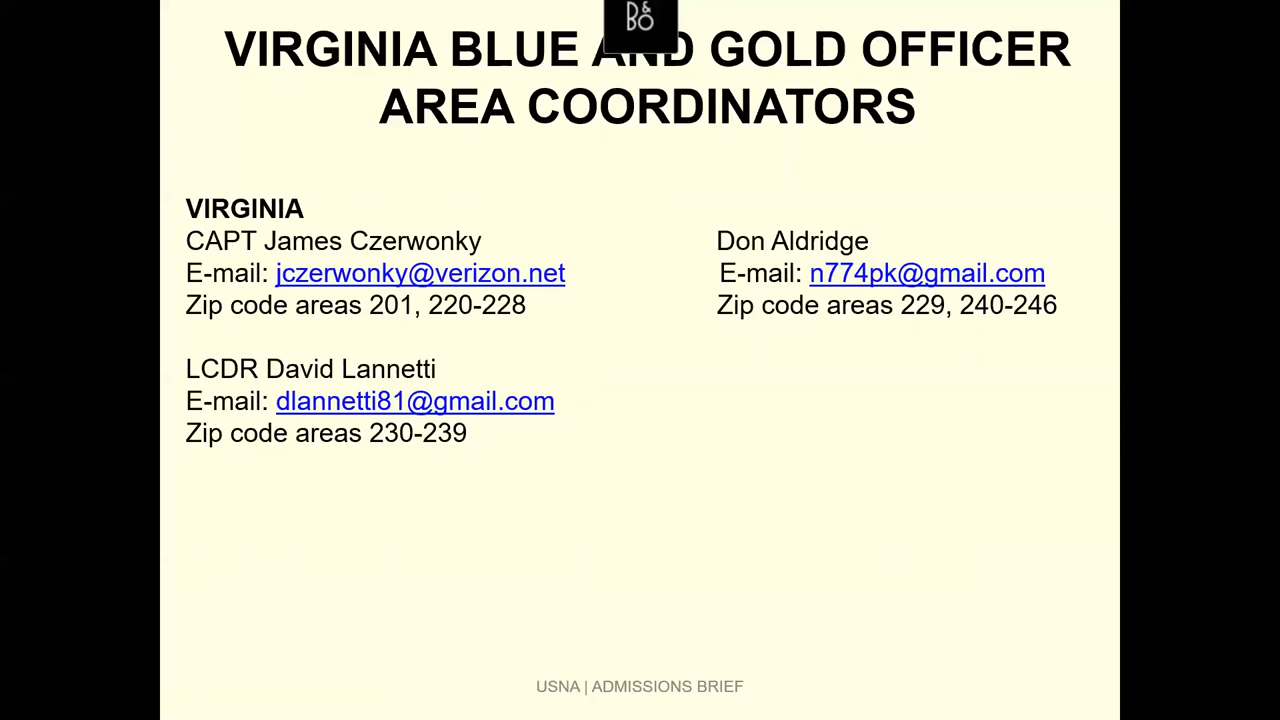 D&
BO
VIRGINIA BLUE AND GOLD OFFICER
AREA COORDINATORS
VIRGINIA
CAPT James Czerwonky
E-mail: jczerwonky@verizon.net
Zip code areas 201, 220-228
Don Aldridge
E-mail: n774pk@gmail.com
Zip code areas 229, 240-246
LCDR David Lannetti
E-mail: dlannetti81@gmail.com
Zip code areas 230-239
USNA | ADMISSIONS BRIEF